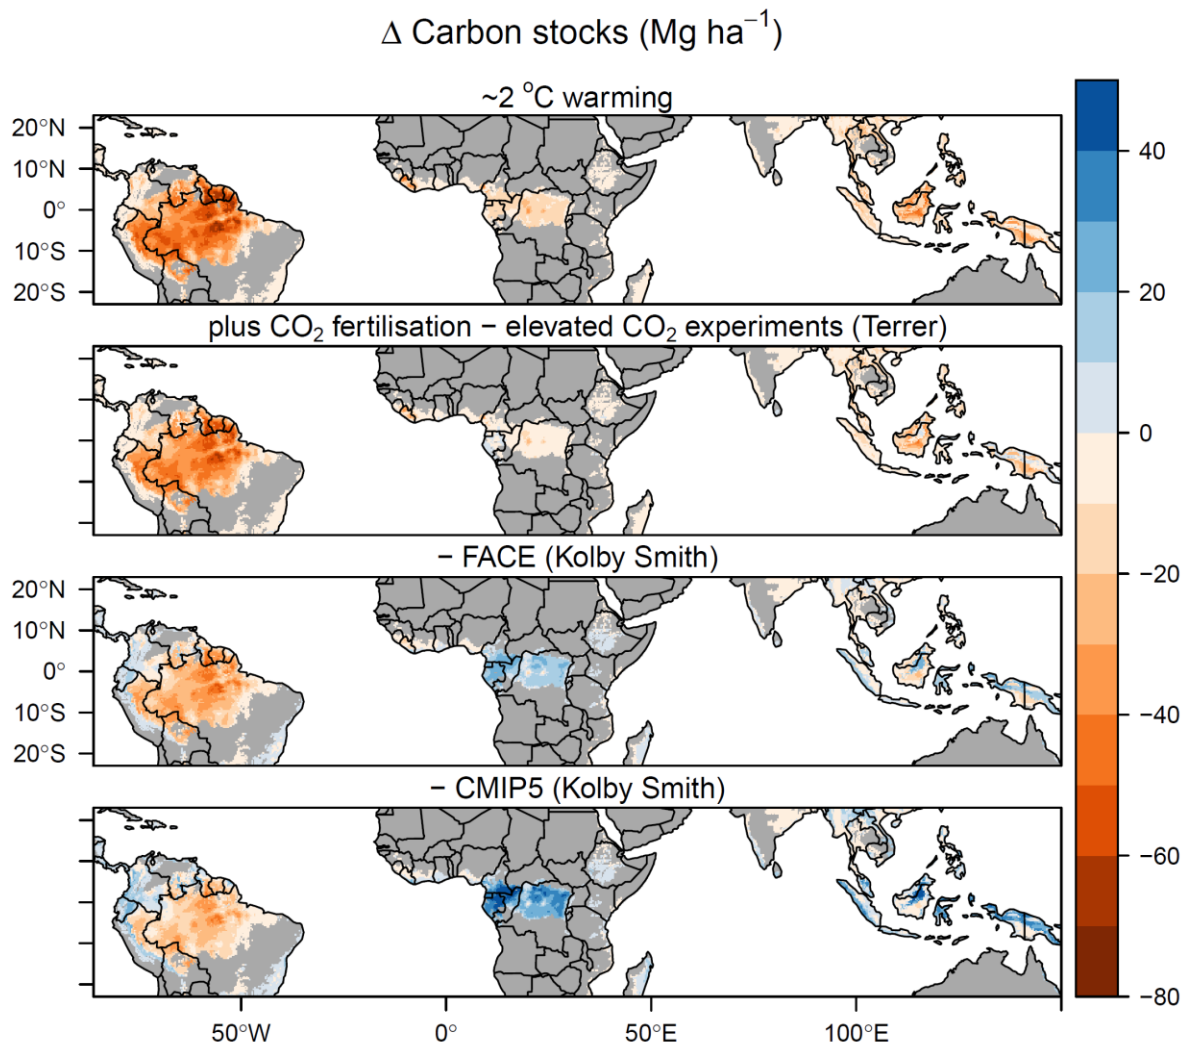 Δ Carbon stocks (Mg ha⁻¹)
~2 °C warming
20°N
10°N
0°
10°S
20°S
plus CO₂ fertilisation − elevated CO₂ experiments (Terrer)
− FACE (Kolby Smith)
20°N
10°N
0°
10°S
20°S
− CMIP5 (Kolby Smith)
50°W
0°
50°E
100°E
40
20
0
−20
−40
−60
−80